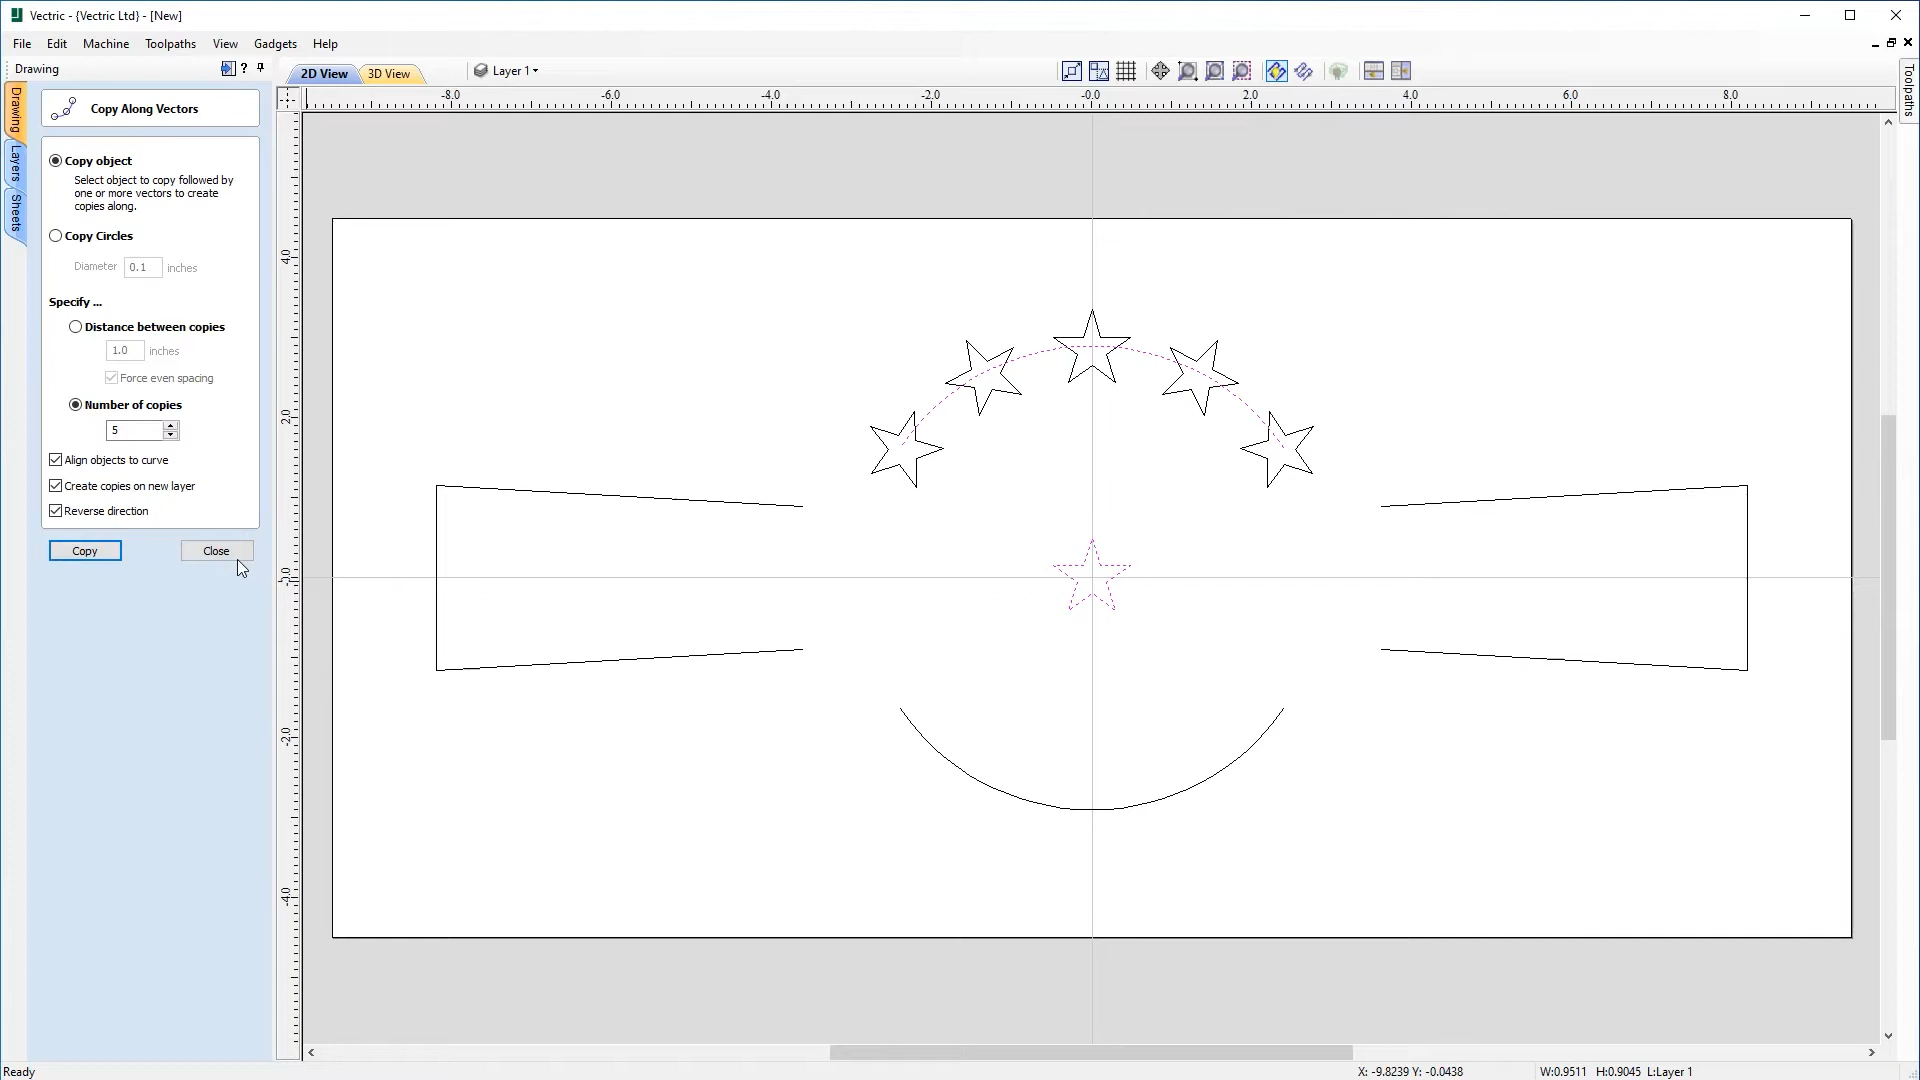 Vectric - {Vectric Ltd} - [New]
File Edit Machine Toolpaths View Gadgets Help
Drawing
?
2D View
3D View
Layer 1
Toolpaths
Drawing
Layers
Sheets
Copy Along Vectors
Copy object
Select object to copy followed by
one or more vectors to create
copies along.
Copy Circles
Diameter 0.1 inches
Specify ...
Distance between copies
1.0 inches
Force even spacing
Number of copies
5
Align objects to curve
Create copies on new layer
Reverse direction
Copy Close
-8.0 -6.0 -4.0 -2.0 -0.0 2.0 4.0 6.0 8.0
4.0
2.0
-0.0
-2.0
-4.0
Ready
X: -9.8239 Y: -0.0438
W:0.9511 H:0.9045 L:Layer 1